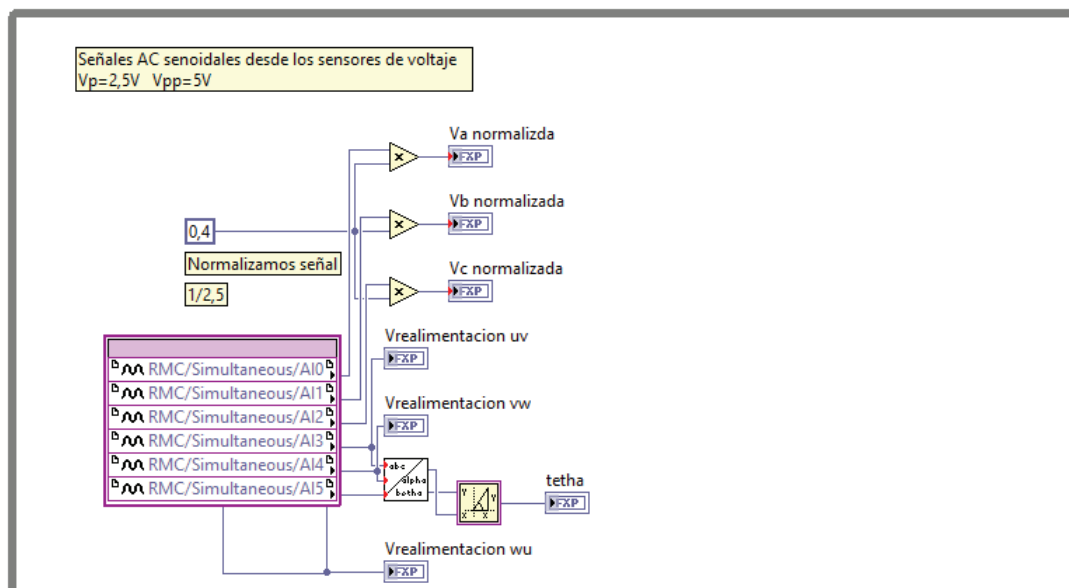 Señales AC senoidales desde los sensores de voltaje
Vp=2,5V Vpp=5V
Va normalizda
FXP
Vb normalizada
FXP
0,4
Normalizamos señal
1/2,5
Vc normalizada
FXP
Vrealimentacion uv
FXP
RMC/Simultaneous/AI0
RMC/Simultaneous/AI1
RMC/Simultaneous/AI2
RMC/Simultaneous/AI3
RMC/Simultaneous/AI4
RMC/Simultaneous/AI5
Vrealimentacion vw
FXP
abc
alpha
betha
Y
Y
X
X
tetha
FXP
Vrealimentacion wu
FXP